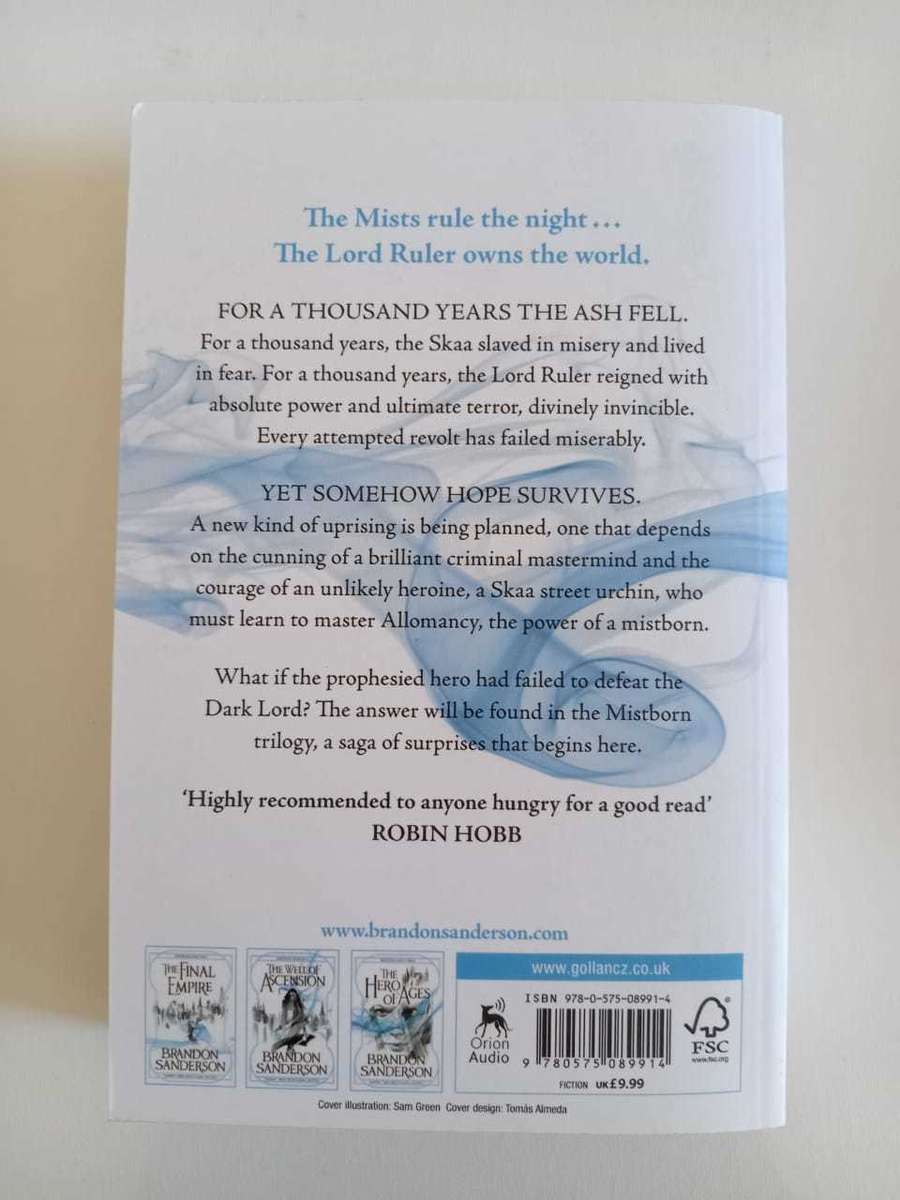 The Mists rule the night...
The Lord Ruler owns the world.
FOR A THOUSAND YEARS THE ASH FELL.
For a thousand years, the Skaa slaved in misery and lived
in fear. For a thousand years, the Lord Ruler reigned with
absolute power and ultimate terror, divinely invincible.
Every attempted revolt has failed miserably.
YET SOMEHOW HOPE SURVIVES.
A new kind of uprising is being planned, one that depends
on the cunning of a brilliant criminal mastermind and the
courage of an unlikely heroine, a Skaa street urchin, who
must learn to master Allomancy, the power of a mistborn.
What if the prophesied hero had failed to defeat the
Dark Lord? The answer will be found in the Mistborn
trilogy, a saga of surprises that begins here.
‘Highly recommended to anyone hungry for a good read’
ROBIN HOBB
www.brandonsanderson.com
THE FINAL
EMPIRE
BRANDON
SANDERSON
THE WELL OF
ASCENSION
BRANDON
SANDERSON
THE
HERO
OF AGES
BRANDON
SANDERSON
www.gollancz.co.uk
Orion
Audio
ISBN 978-0-575-08991-4
9 780575 089914
FICTION UK£9.99
FSC
www.fsc.org
Cover illustration: Sam Green Cover design: Tomás Almeda